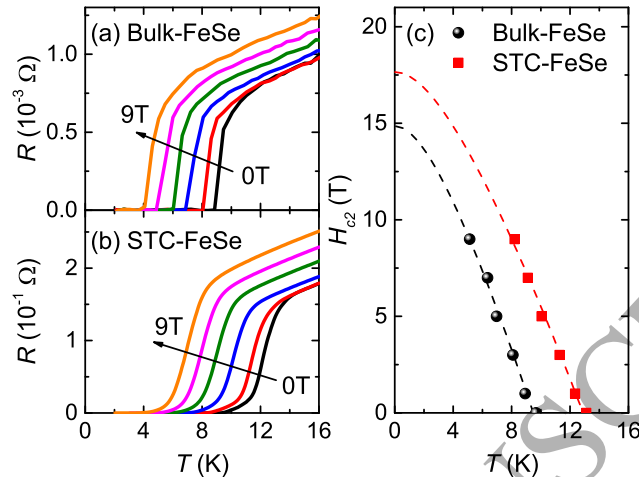 (a) Bulk-FeSe
9T
0T
R (10⁻³ Ω)
1.0
0.5
0.0
(b) STC-FeSe
9T
0T
R (10⁻¹ Ω)
2
1
0
0 4 8 12 16
T (K)
(c)
Bulk-FeSe
STC-FeSe
H_{c2} (T)
20
15
10
5
0
0 4 8 12 16
T (K)